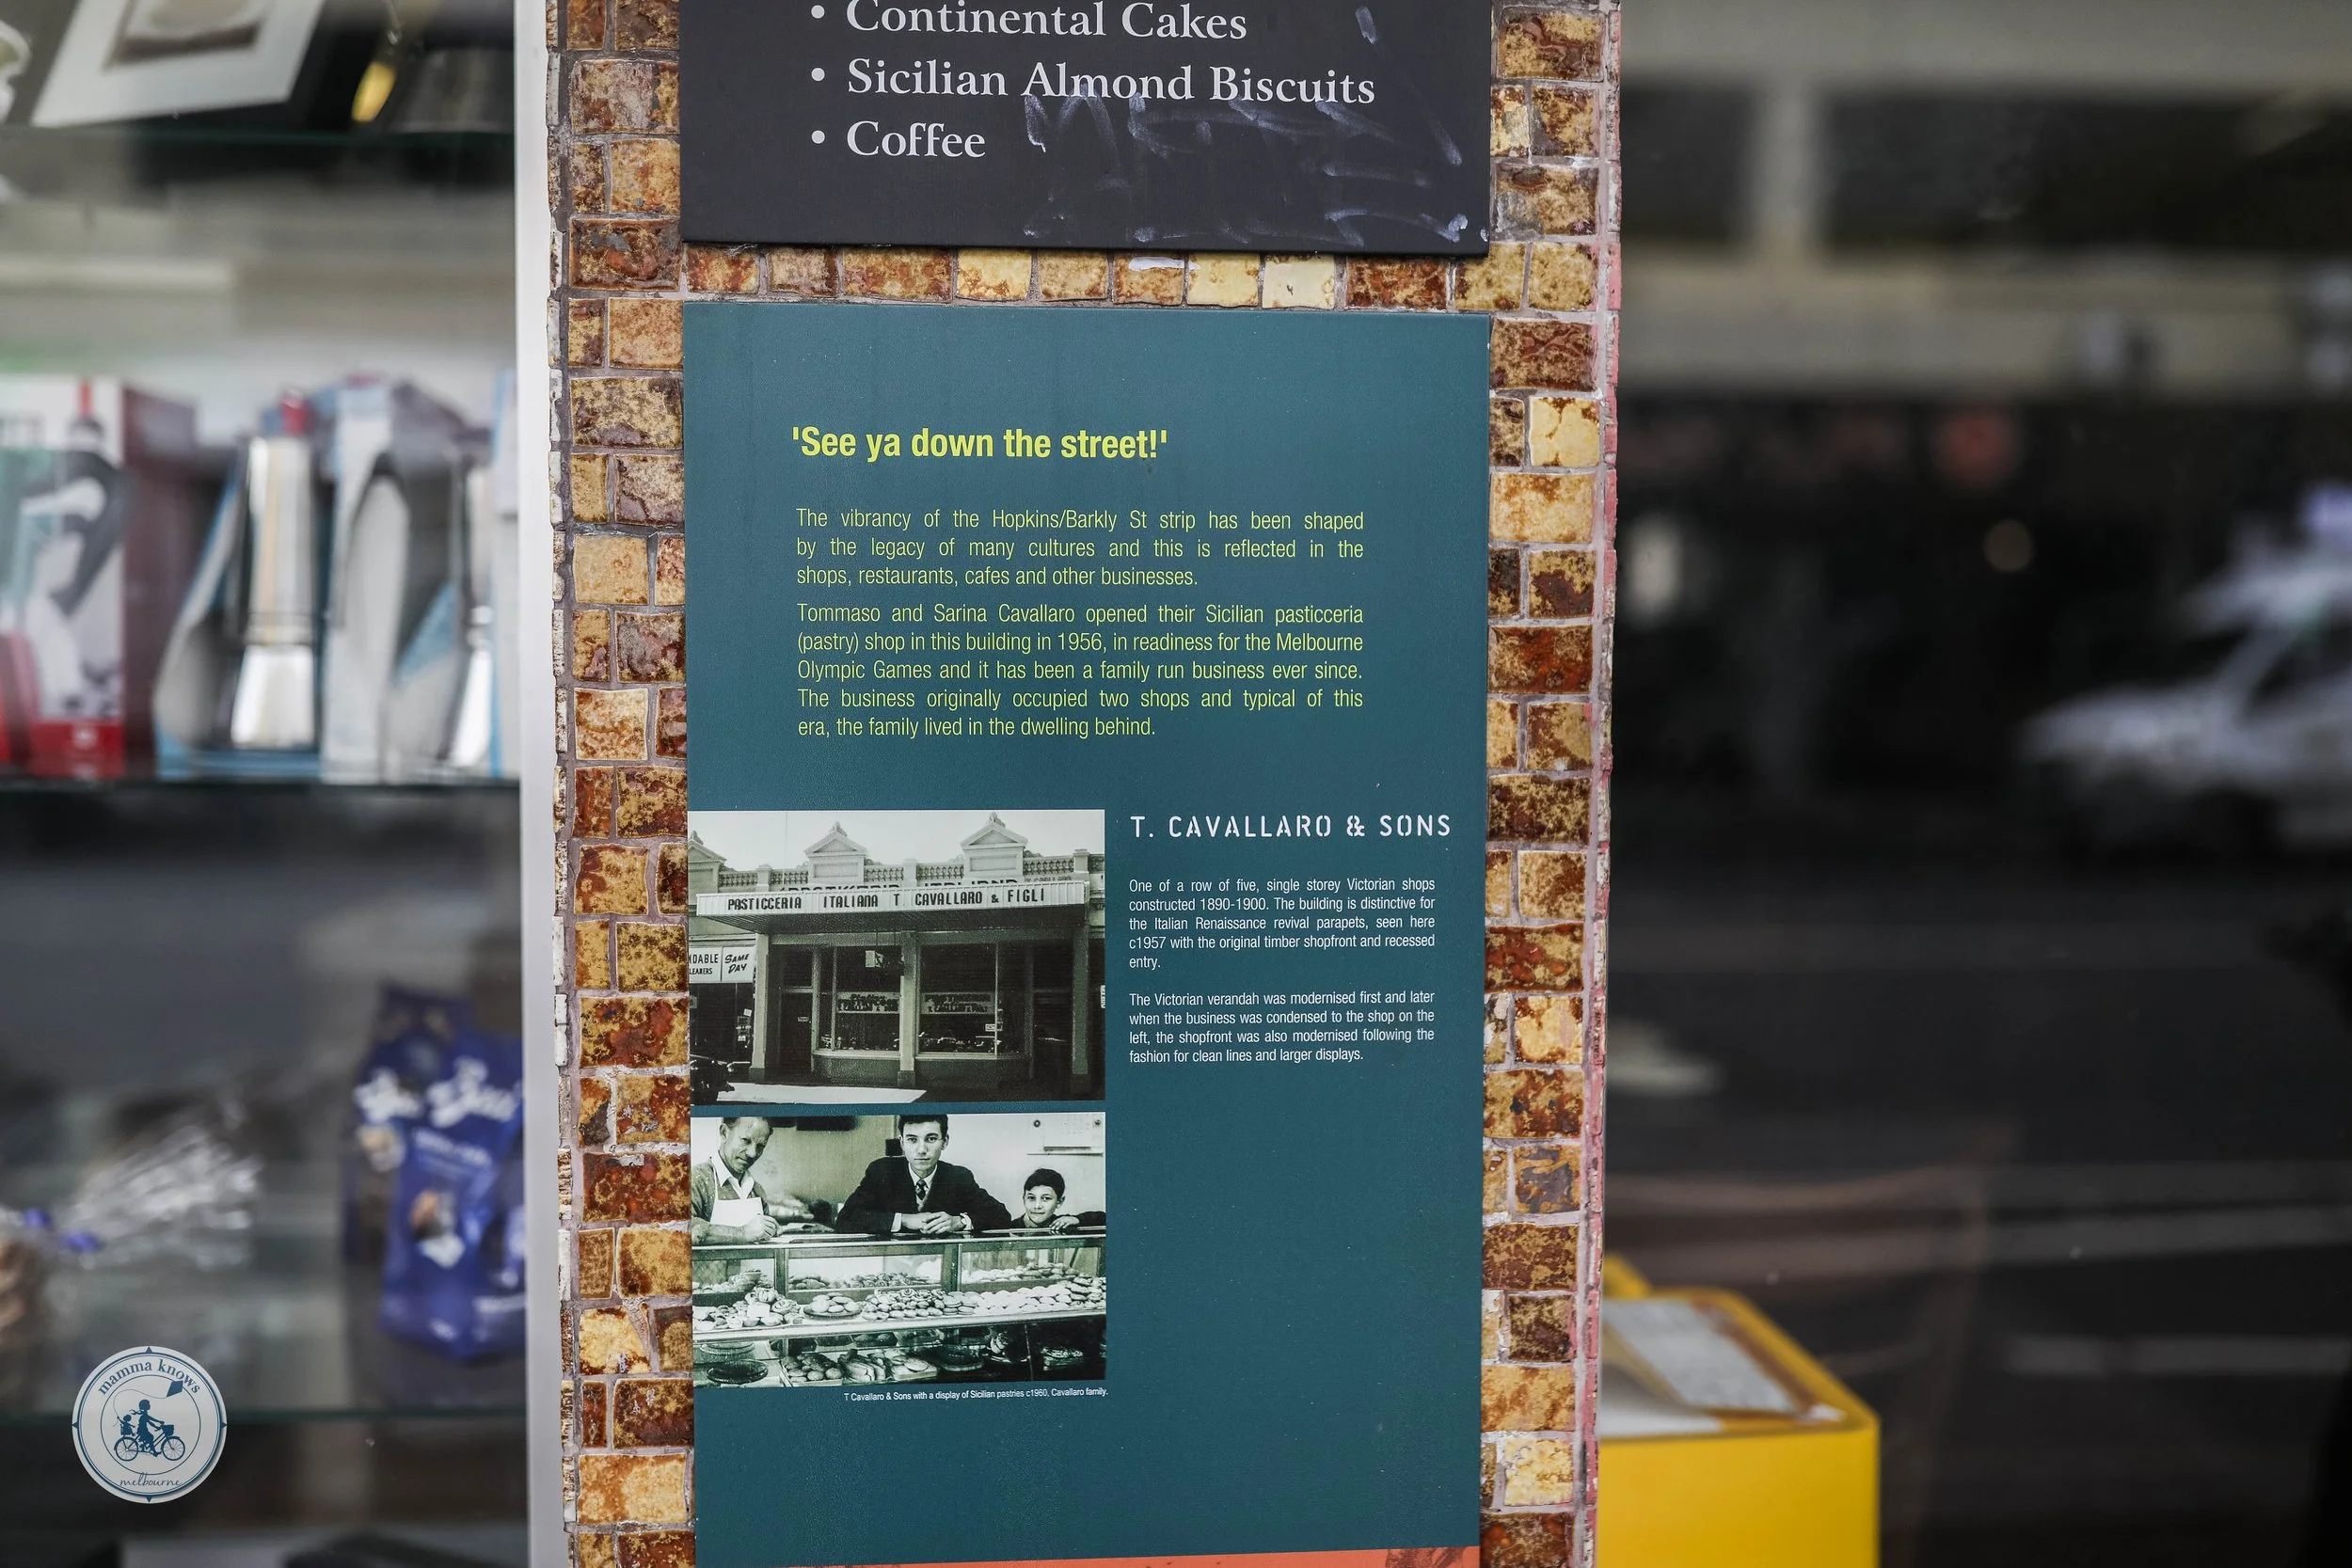 • Continental Cakes
• Sicilian Almond Biscuits
• Coffee
'See ya down the street!'
The vibrancy of the Hopkins/Barkly St strip has been shaped
by the legacy of many cultures and this is reflected in the
shops, restaurants, cafes and other businesses.
Tommaso and Sarina Cavallaro opened their Sicilian pasticceria
(pastry) shop in this building in 1956, in readiness for the Melbourne
Olympic Games and it has been a family run business ever since.
The business originally occupied two shops and typical of this
era, the family lived in the dwelling behind.
PASTICCERIA ITALIANA T CAVALLARO & FIGLI
SAME
DAY
T. CAVALLARO & SONS
One of a row of five, single storey Victorian shops
constructed 1890-1900. The building is distinctive for
the Italian Renaissance revival parapets, seen here
c1957 with the original timber shopfront and recessed
entry.
The Victorian verandah was modernised first and later
when the business was condensed to the shop on the
left, the shopfront was also modernised following the
fashion for clean lines and larger displays.
T Cavallaro & Sons with a display of Sicilian pastries c1960, Cavallaro family.
mamma knows
melbourne